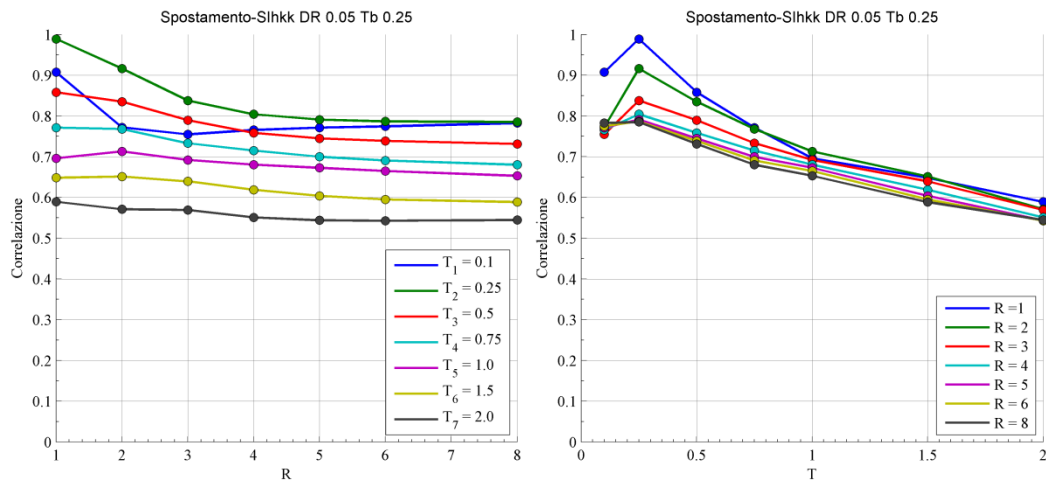 Spostamento-SIhkk DR 0.05 Tb 0.25
1
0.9
0.8
0.7
0.6
0.5
0.4
0.3
0.2
0.1
0
Correlazione
1 2 3 4 5 6 7 8
R
T1 = 0.1
T2 = 0.25
T3 = 0.5
T4 = 0.75
T5 = 1.0
T6 = 1.5
T7 = 2.0
Spostamento-SIhkk DR 0.05 Tb 0.25
1
0.9
0.8
0.7
0.6
0.5
0.4
0.3
0.2
0.1
0
Correlazione
0 0.5 1 1.5 2
T
R =1
R = 2
R = 3
R = 4
R = 5
R = 6
R = 8